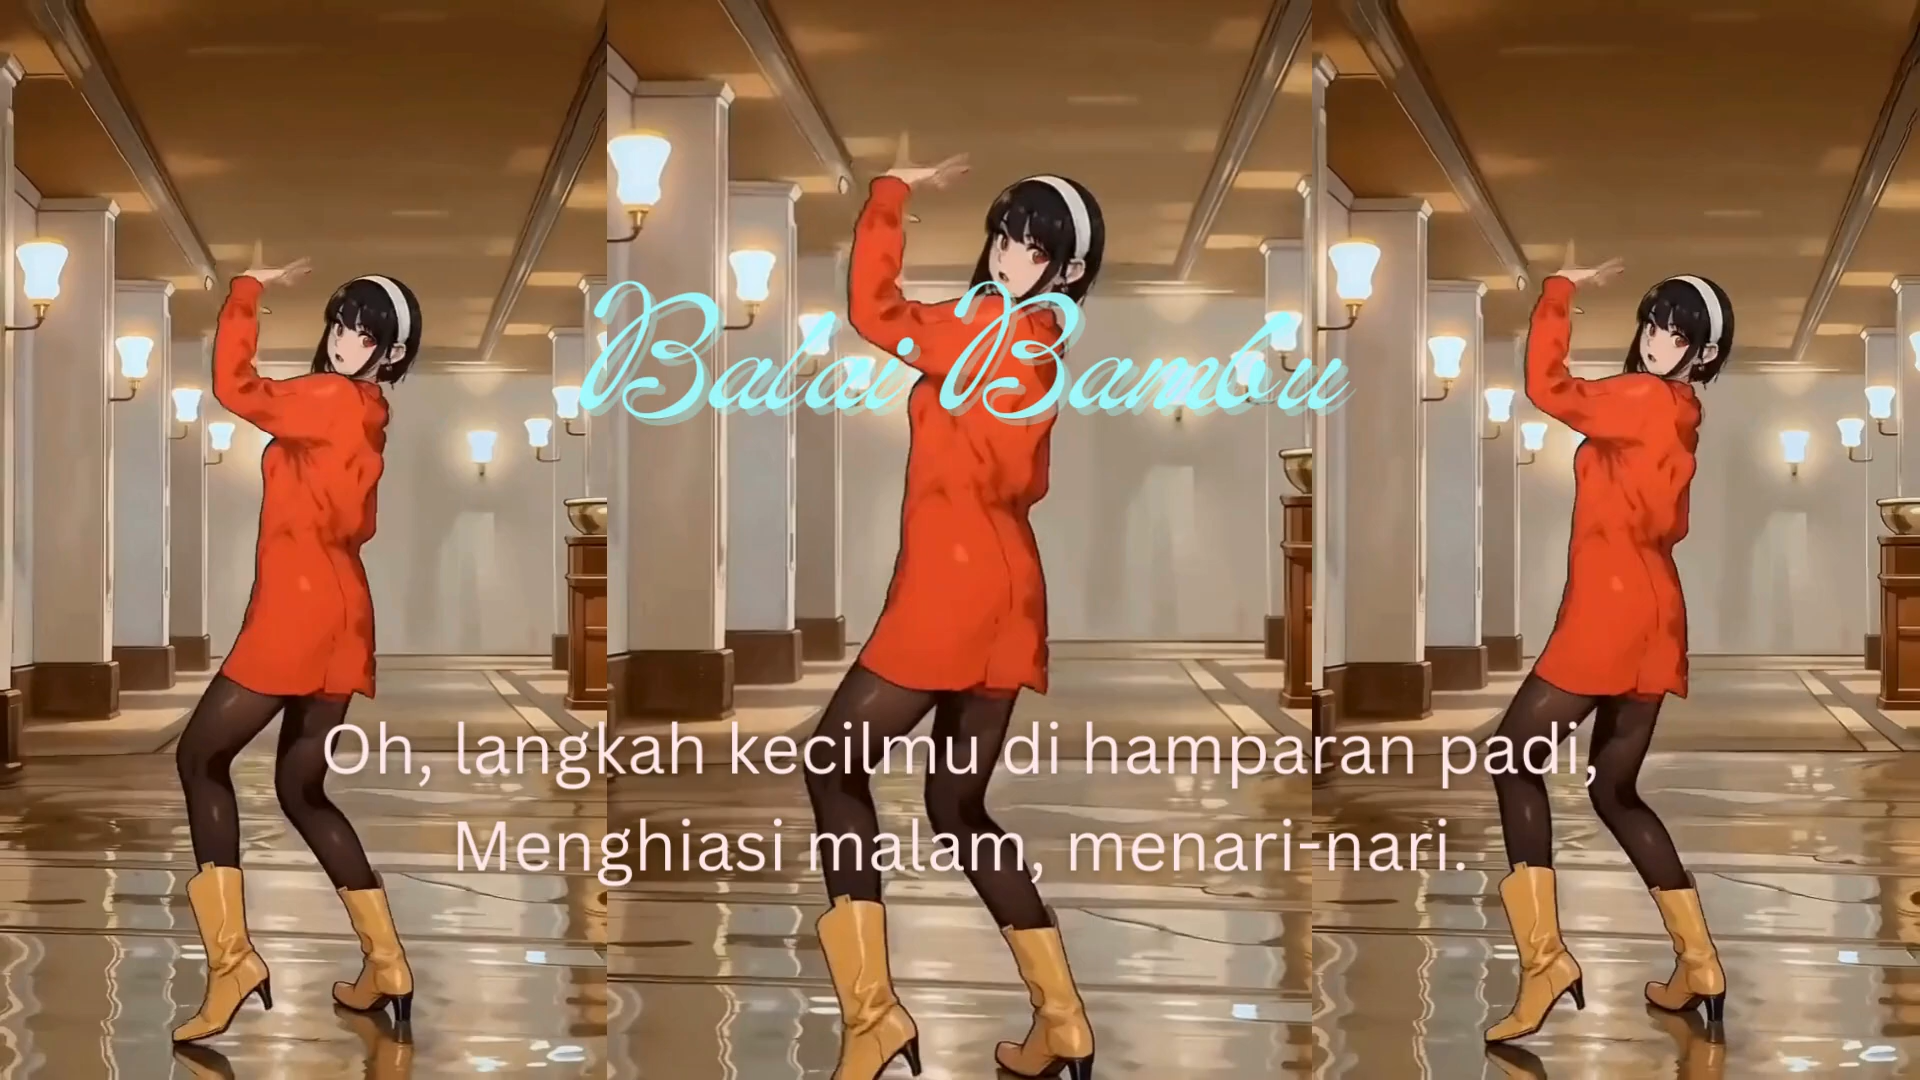 Balai Bambu
Oh, langkah kecilmu di hamparan padi,
Menghiasi malam, menari-nari.